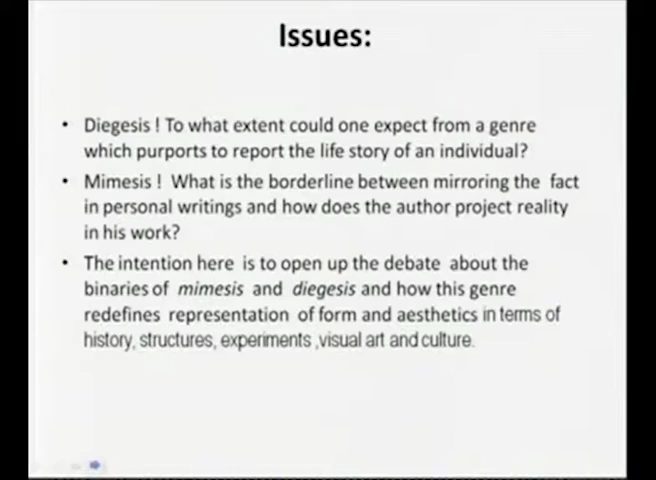 Issues:
• Diegesis ! To what extent could one expect from a genre
which purports to report the life story of an individual?
• Mimesis ! What is the borderline between mirroring the fact
in personal writings and how does the author project reality
in his work?
• The intention here is to open up the debate about the
binaries of mimesis and diegesis and how this genre
redefines representation of form and aesthetics in terms of
history, structures, experiments ,visual art and culture.